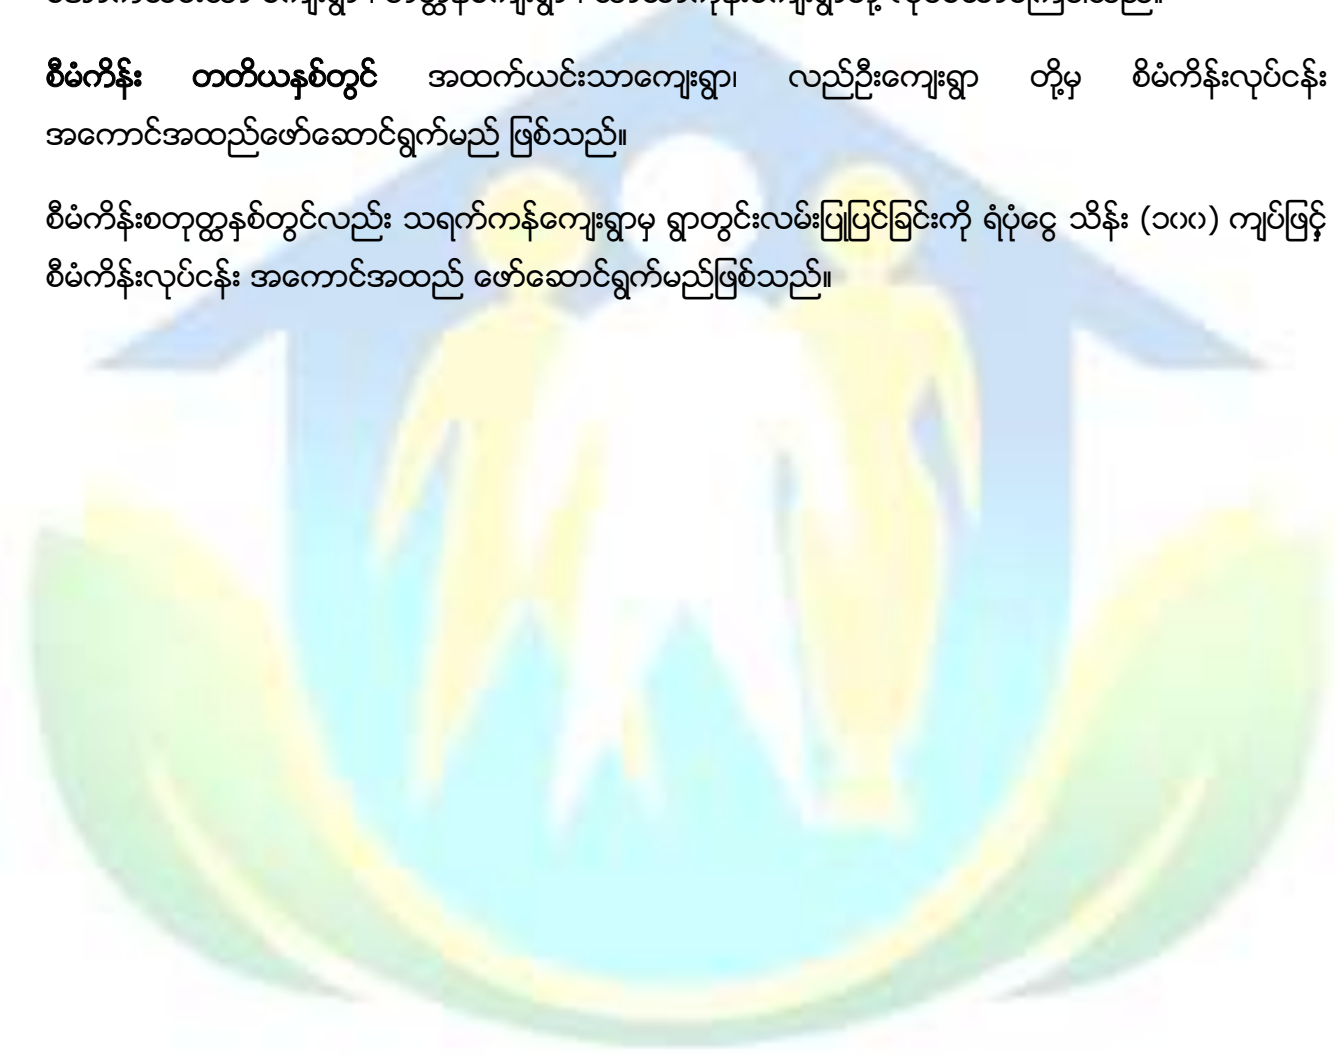 စီမံကိန်း တတိယနှစ်တွင် အထက်ယင်းသာကျေးရွာ၊ လည်ဦးကျေးရွာ တို့မှ စိမံကိန်းလုပ်ငန်း
အကောင်အထည်ဖော်ဆောင်ရွက်မည် ဖြစ်သည်။
စီမံကိန်းစတုတ္ထနှစ်တွင်လည်း သရက်ကန်ကျေးရွာမှ ရွာတွင်းလမ်းပြုပြင်ခြင်းကို ရံပုံငွေ သိန်း (၁၀၀) ကျပ်ဖြင့်
စီမံကိန်းလုပ်ငန်း အကောင်အထည် ဖော်ဆောင်ရွက်မည်ဖြစ်သည်။